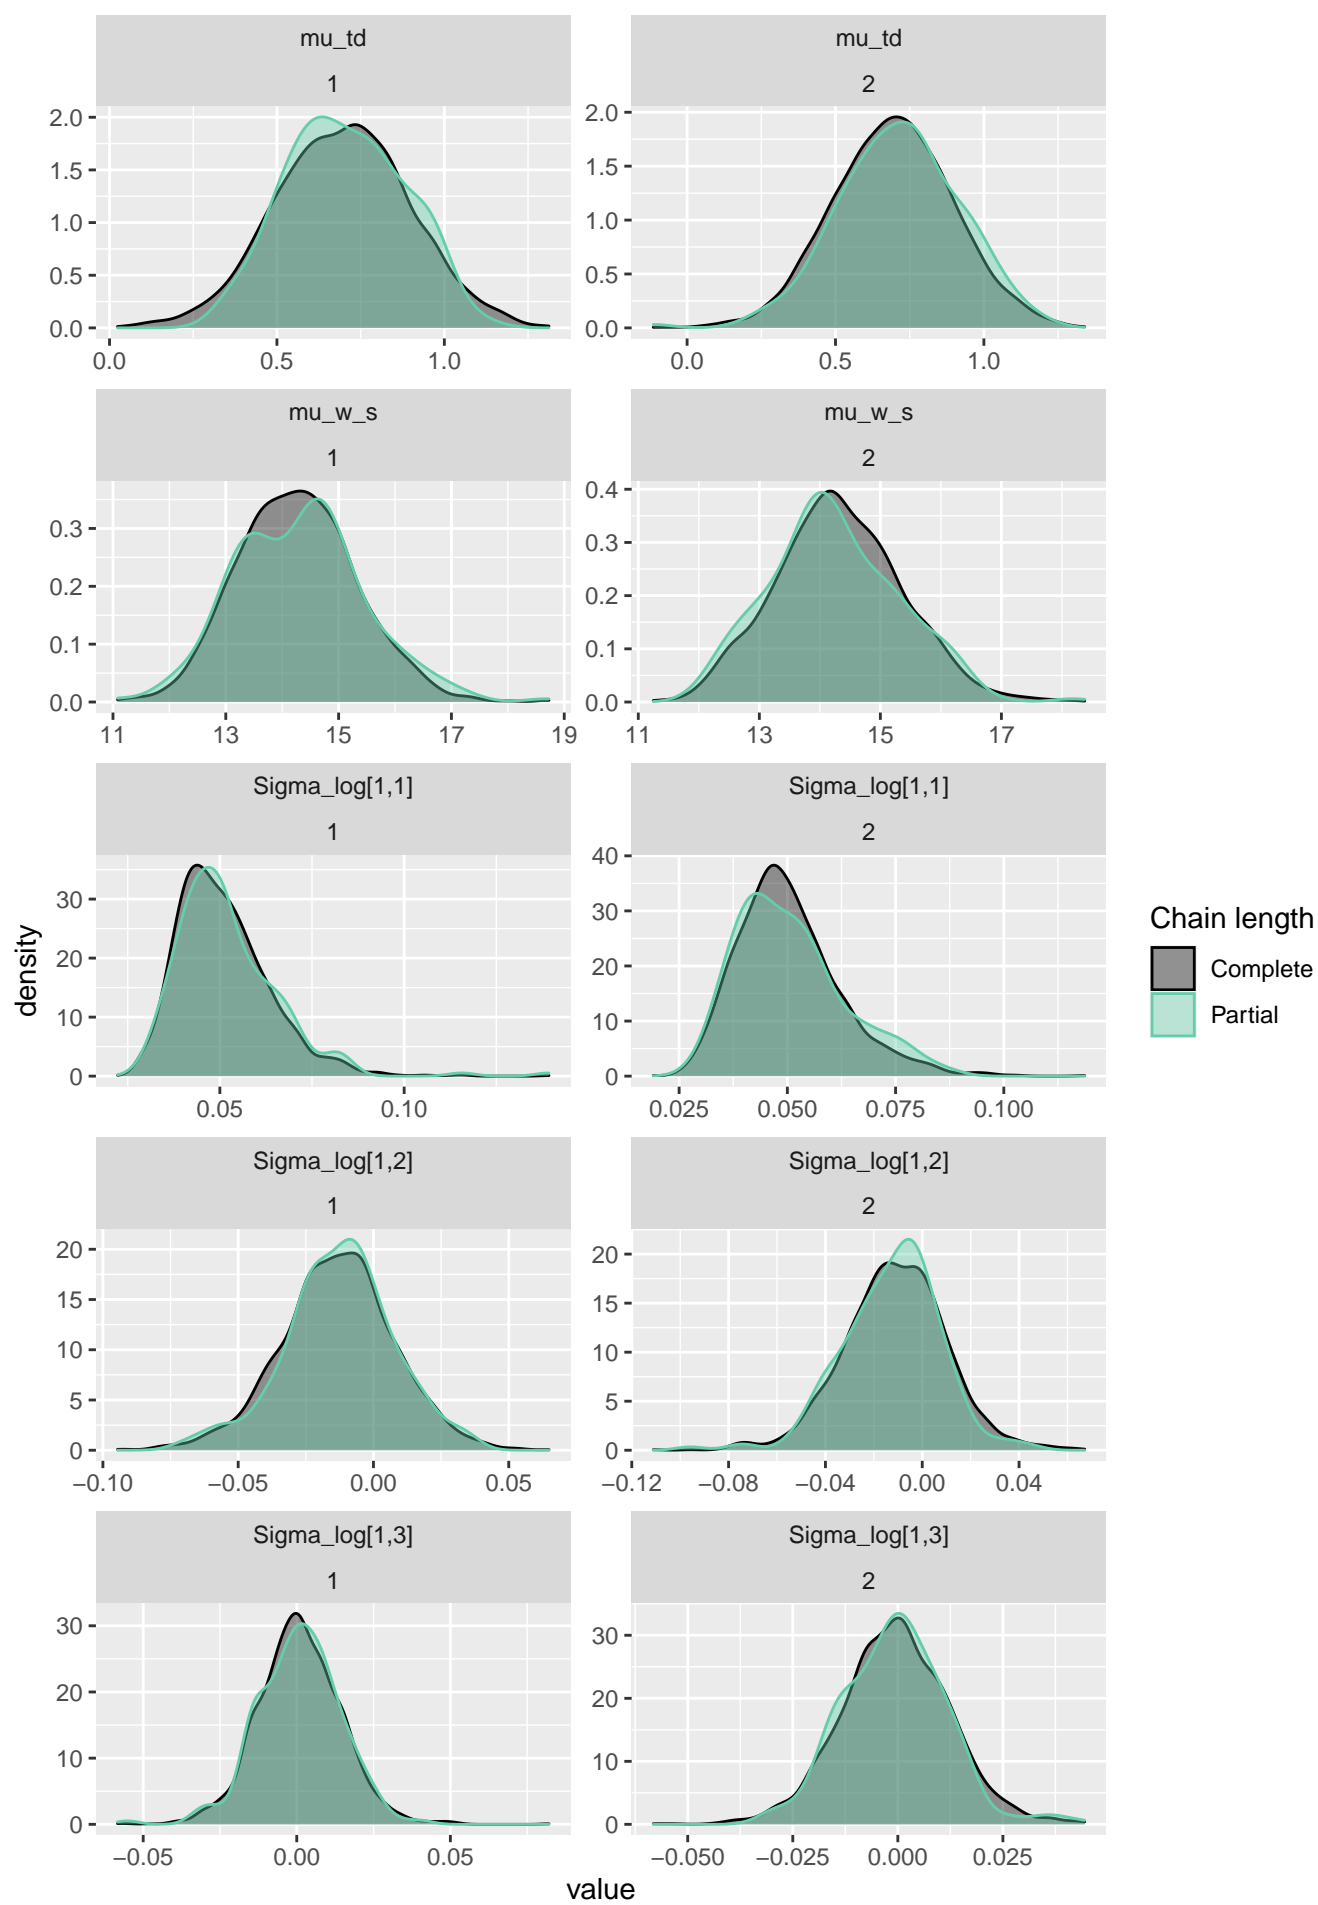 mu_td
1
mu_td
2
2.0
1.5
1.0
0.5
0.0
0.0 0.5 1.0
2.0
1.5
1.0
0.5
0.0
0.0 0.5 1.0
mu_w_s
1
mu_w_s
2
0.3
0.2
0.1
0.0
11 13 15 17 19
0.4
0.3
0.2
0.1
0.0
11 13 15 17
Sigma_log[1,1]
1
Sigma_log[1,1]
2
30
20
10
0
0.05 0.10
40
30
20
10
0
0.025 0.050 0.075 0.100
Sigma_log[1,2]
1
Sigma_log[1,2]
2
20
15
10
5
0
−0.10 −0.05 0.00 0.05
20
15
10
5
0
−0.12 −0.08 −0.04 0.00 0.04
Sigma_log[1,3]
1
Sigma_log[1,3]
2
30
20
10
0
−0.05 0.00 0.05
30
20
10
0
−0.050 −0.025 0.000 0.025
density
value
Chain length
Complete
Partial